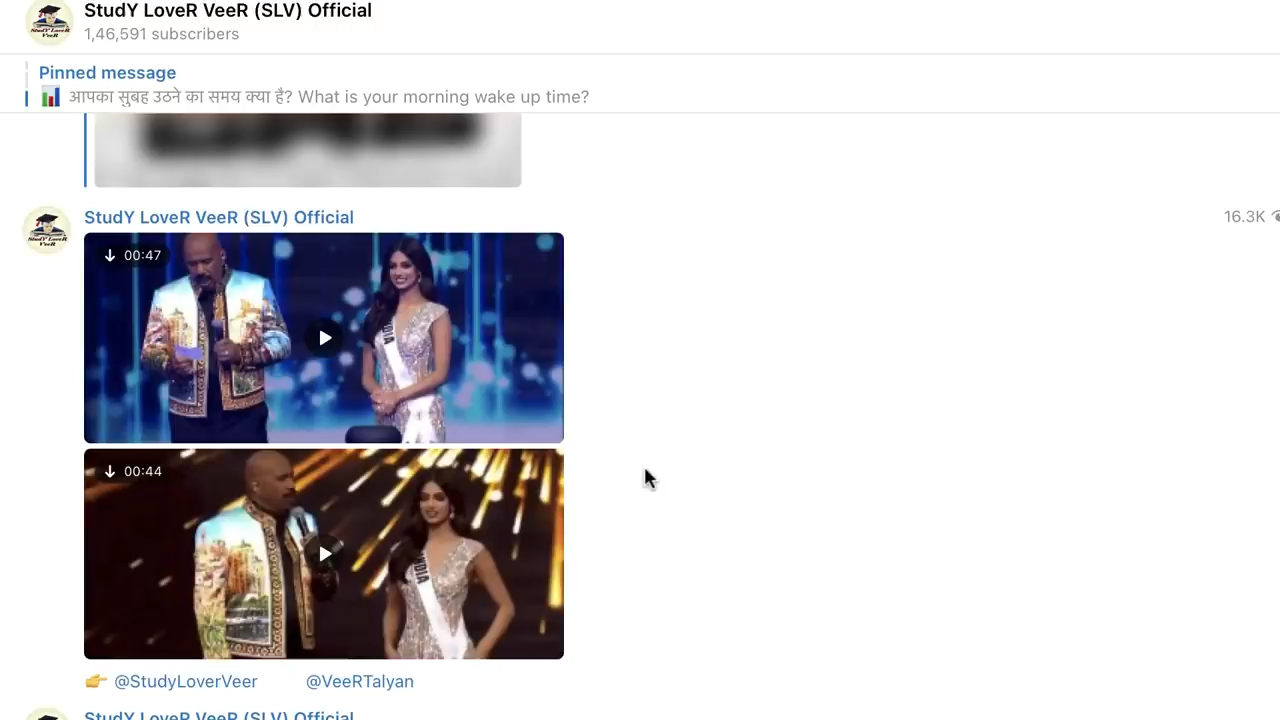 StudY LoveR VeeR (SLV) Official
1,46,591 subscribers
Pinned message
📊 आपका सुबह उठने का समय क्या है? What is your morning wake up time?
StudY LoveR VeeR (SLV) Official
16.3K
00:47
INDIA
00:44
INDIA
👉 @StudyLoverVeer @VeeRTalyan
StudY LoveR VeeR (SLV) Official